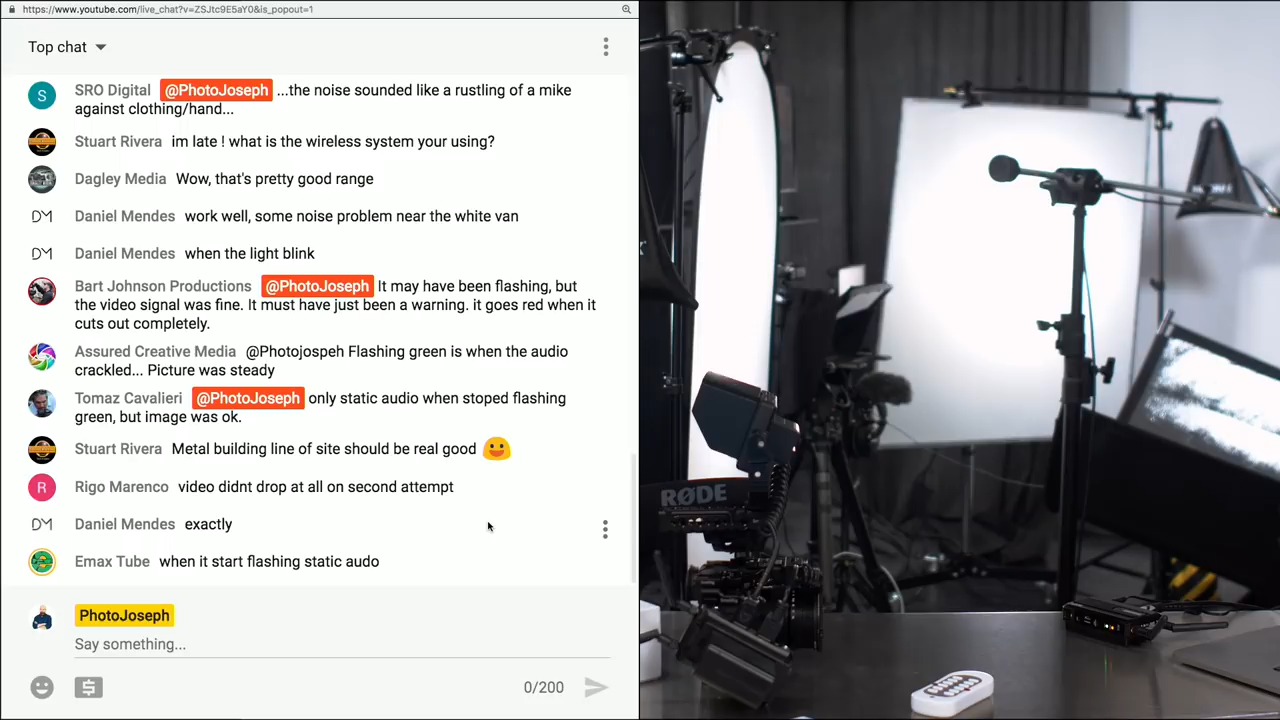 https://www.youtube.com/live_chat?v=ZSJtc9E5aY0&is_popout=1
Top chat
S SRO Digital @PhotoJoseph ...the noise sounded like a rustling of a mike
against clothing/hand...
Stuart Rivera im late ! what is the wireless system your using?
Dagley Media Wow, that's pretty good range
DM Daniel Mendes work well, some noise problem near the white van
DM Daniel Mendes when the light blink
Bart Johnson Productions @PhotoJoseph It may have been flashing, but
the video signal was fine. It must have just been a warning. it goes red when it
cuts out completely.
Assured Creative Media @Photojospeh Flashing green is when the audio
crackled... Picture was steady
Tomaz Cavalieri @PhotoJoseph only static audio when stoped flashing
green, but image was ok.
Stuart Rivera Metal building line of site should be real good
R Rigo Marenco video didnt drop at all on second attempt
DM Daniel Mendes exactly
Emax Tube when it start flashing static audo
PhotoJoseph
Say something...
0/200
RØDE